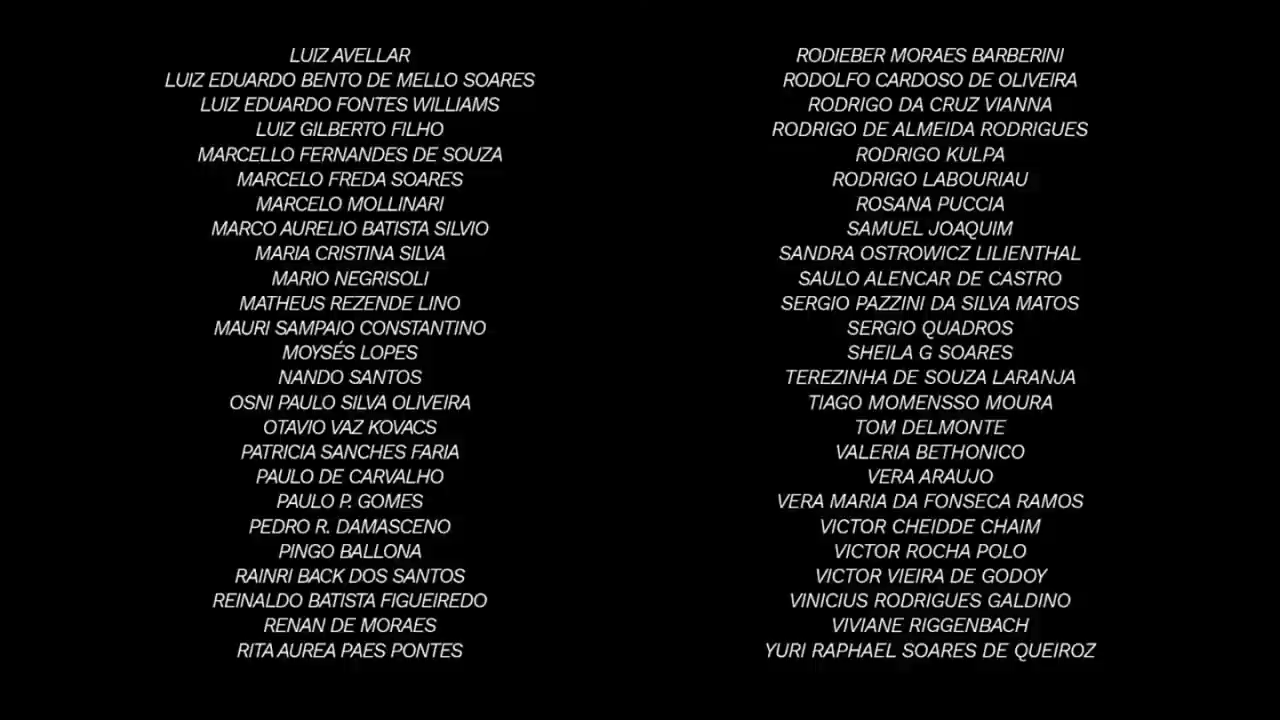 LUIZ AVELLAR
LUIZ EDUARDO BENTO DE MELLO SOARES
LUIZ EDUARDO FONTES WILLIAMS
LUIZ GILBERTO FILHO
MARCELLO FERNANDES DE SOUZA
MARCELO FREDA SOARES
MARCELO MOLLINARI
MARCO AURELIO BATISTA SILVIO
MARIA CRISTINA SILVA
MARIO NEGRISOLI
MATHEUS REZENDE LINO
MAURI SAMPAIO CONSTANTINO
MOYSÉS LOPES
NANDO SANTOS
OSNI PAULO SILVA OLIVEIRA
OTAVIO VAZ KOVACS
PATRICIA SANCHES FARIA
PAULO DE CARVALHO
PAULO P. GOMES
PEDRO R. DAMASCENO
PINGO BALLONA
RAINRI BACK DOS SANTOS
REINALDO BATISTA FIGUEIREDO
RENAN DE MORAES
RITA AUREA PAES PONTES
RODIEBER MORAES BARBERINI
RODOLFO CARDOSO DE OLIVEIRA
RODRIGO DA CRUZ VIANNA
RODRIGO DE ALMEIDA RODRIGUES
RODRIGO KULPA
RODRIGO LABOURIAU
ROSANA PUCCIA
SAMUEL JOAQUIM
SANDRA OSTROWICZ LILIENTHAL
SAULO ALENCAR DE CASTRO
SERGIO PAZZINI DA SILVA MATOS
SERGIO QUADROS
SHEILA G SOARES
TEREZINHA DE SOUZA LARANJA
TIAGO MOMENSSO MOURA
TOM DELMONTE
VALERIA BETHONICO
VERA ARAUJO
VERA MARIA DA FONSECA RAMOS
VICTOR CHEIDDE CHAIM
VICTOR ROCHA POLO
VICTOR VIEIRA DE GODOY
VINICIUS RODRIGUES GALDINO
VIVIANE RIGGENBACH
YURI RAPHAEL SOARES DE QUEIROZ